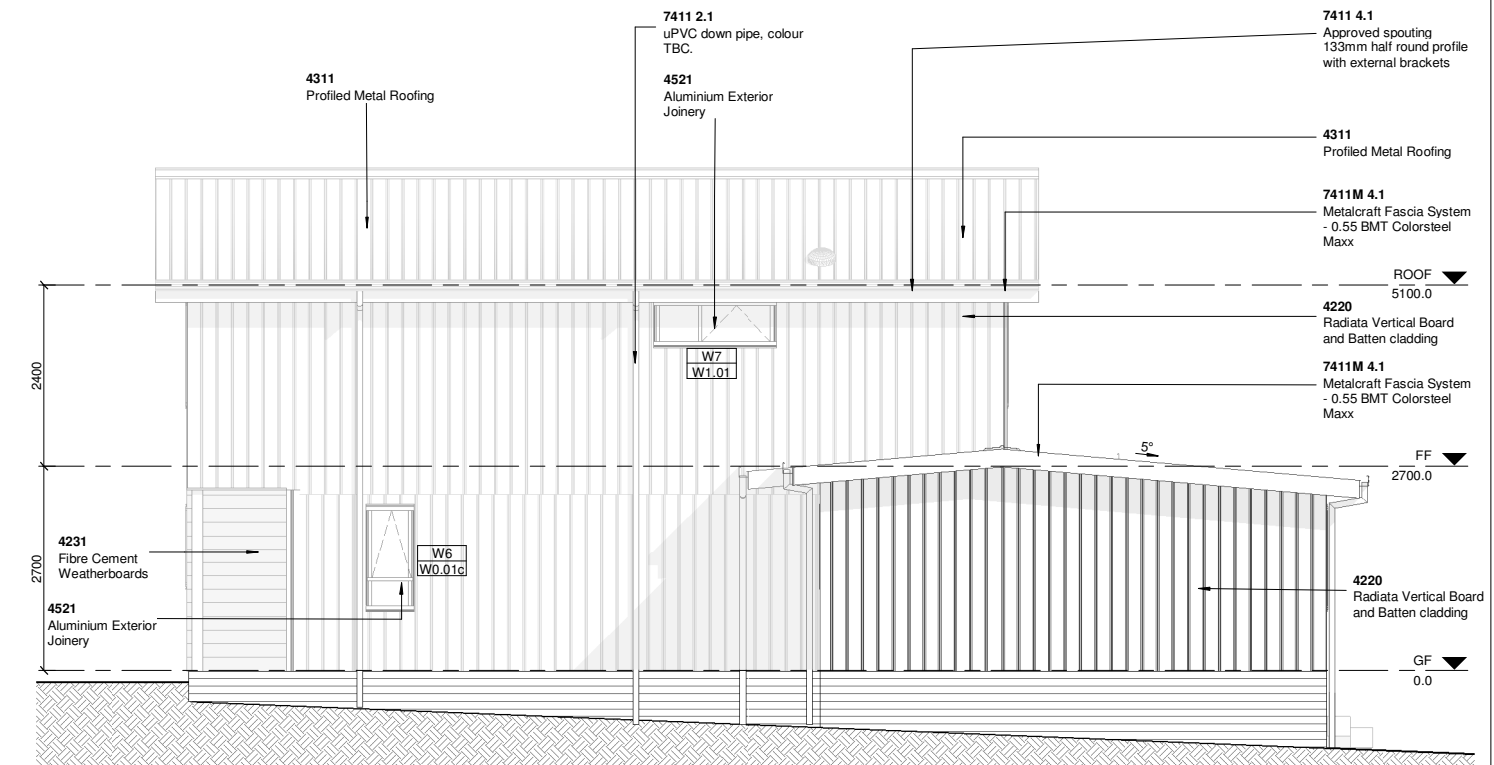 7411 2.1
uPVC down pipe, colour
TBC.
7411 4.1
Approved spouting
133mm half round profile
with external brackets
4311
Profiled Metal Roofing
4521
Aluminium Exterior
Joinery
4311
Profiled Metal Roofing
7411M 4.1
Metalcraft Fascia System
- 0.55 BMT Colorsteel
Maxx
ROOF
5100.0
4220
Radiata Vertical Board
and Batten cladding
W7
W1.01
2400
7411M 4.1
Metalcraft Fascia System
- 0.55 BMT Colorsteel
Maxx
5°
FF
2700.0
4231
Fibre Cement
Weatherboards
W6
W0.01c
2700
4521
Aluminium Exterior
Joinery
4220
Radiata Vertical Board
and Batten cladding
GF
0.0